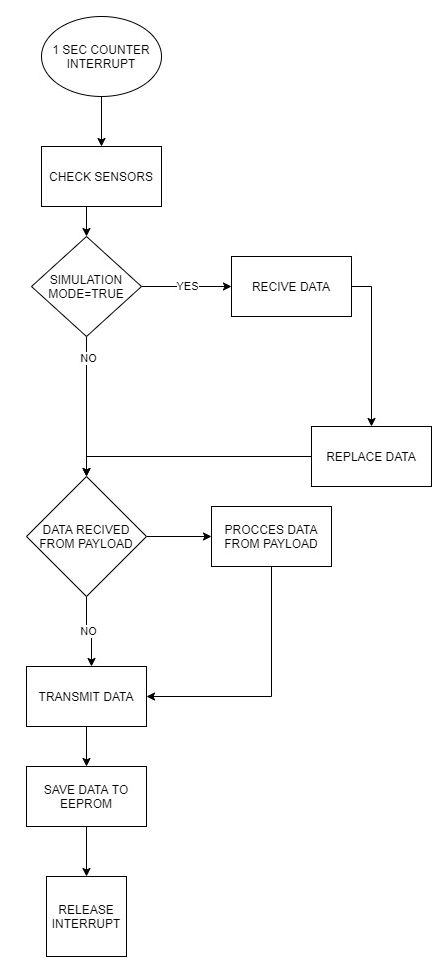 1 SEC COUNTER
INTERRUPT
CHECK SENSORS
SIMULATION
MODE=TRUE
YES
RECIVE DATA
NO
REPLACE DATA
DATA RECIVED
FROM PAYLOAD
PROCCES DATA
FROM PAYLOAD
NO
TRANSMIT DATA
SAVE DATA TO
EEPROM
RELEASE
INTERRUPT